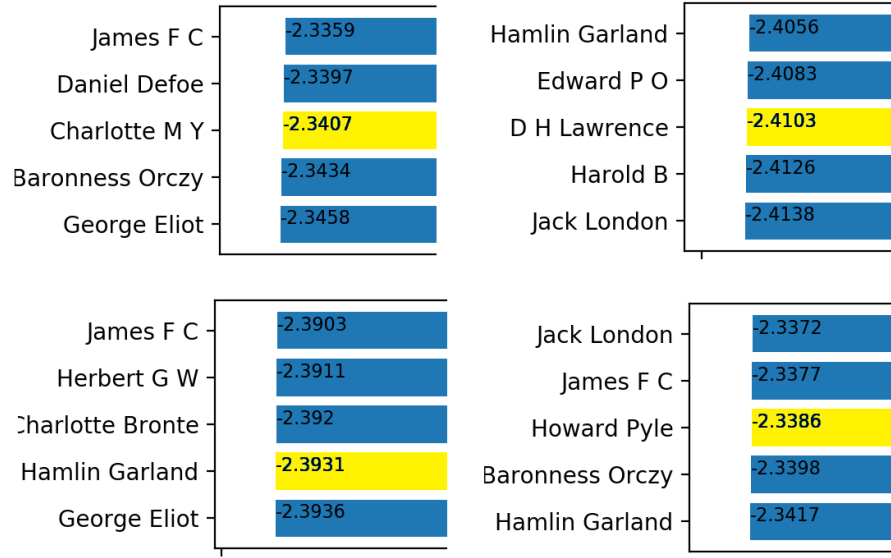 James F C -2.3359
Daniel Defoe -2.3397
Charlotte M Y -2.3407
Baronness Orczy -2.3434
George Eliot -2.3458
Hamlin Garland -2.4056
Edward P O -2.4083
D H Lawrence -2.4103
Harold B -2.4126
Jack London -2.4138
James F C -2.3903
Herbert G W -2.3911
Charlotte Bronte -2.392
Hamlin Garland -2.3931
George Eliot -2.3936
Jack London -2.3372
James F C -2.3377
Howard Pyle -2.3386
Baronness Orczy -2.3398
Hamlin Garland -2.3417